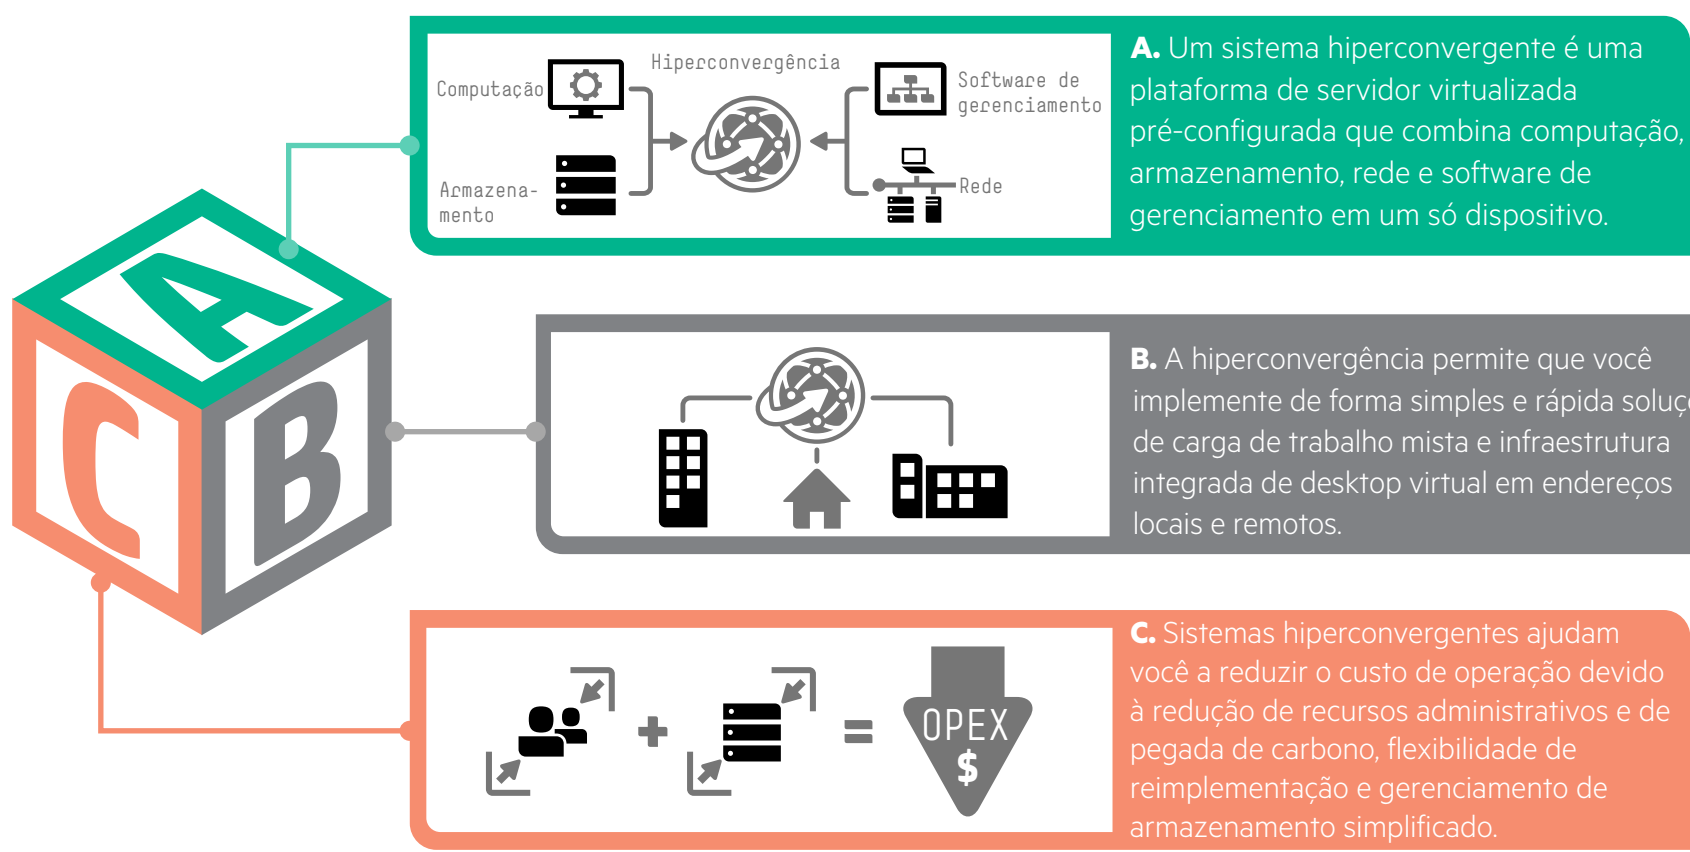 Computação
Armazena-
mento
Hiperconvergência
Software de
gerenciamento
Rede
A. Um sistema hiperconvergente é uma
plataforma de servidor virtualizada
pré-configurada que combina computação,
armazenamento, rede e software de
gerenciamento em um só dispositivo.
A
C
B
B. A hiperconvergência permite que você
implemente de forma simples e rápida
de carga de trabalho mista e infraestrutura
integrada de desktop virtual em endereços
locais e remotos.
OPEX
$
C. Sistemas hiperconvergentes ajudam
você a reduzir o custo de operação devido
à redução de recursos administrativos e de
pegada de carbono, flexibilidade de
reimplementação e gerenciamento de
armazenamento simplificado.